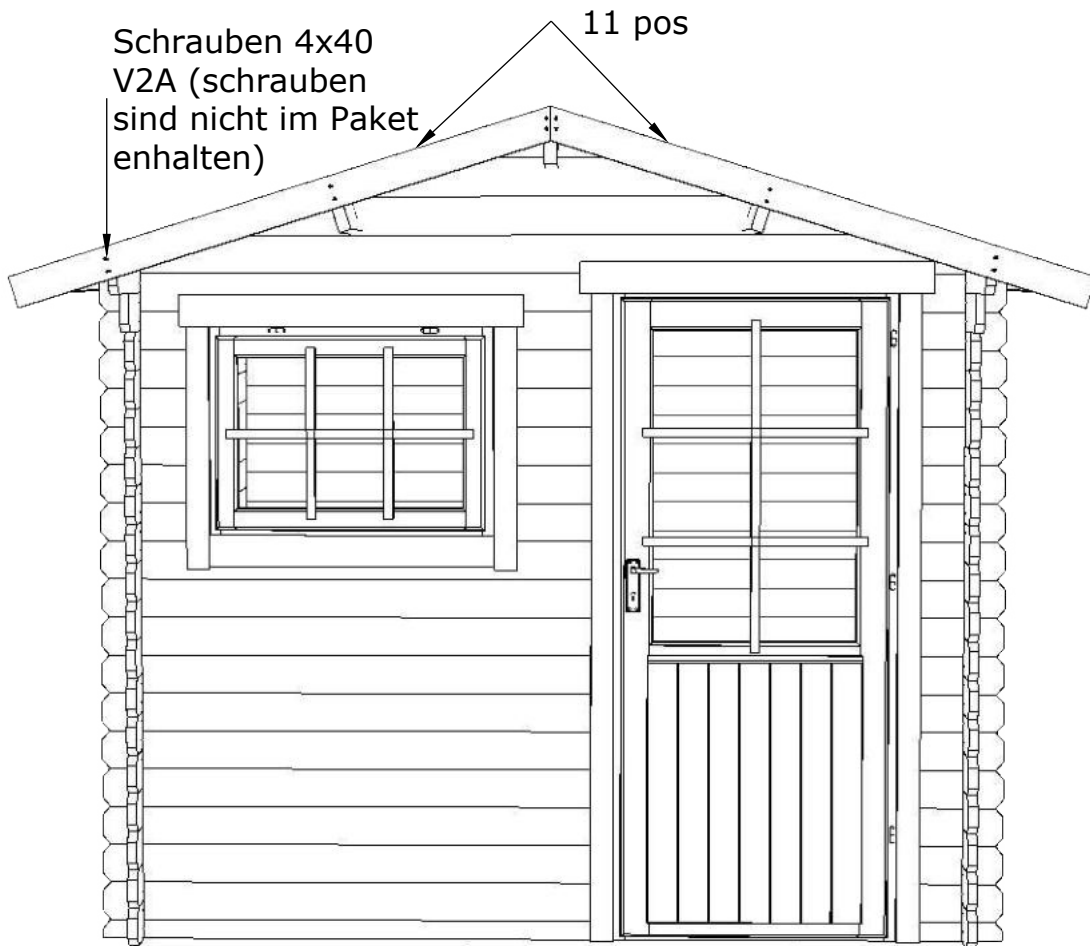 Schrauben 4x40
V2A (schrauben
sind nicht im Paket
enhalten)
11 pos